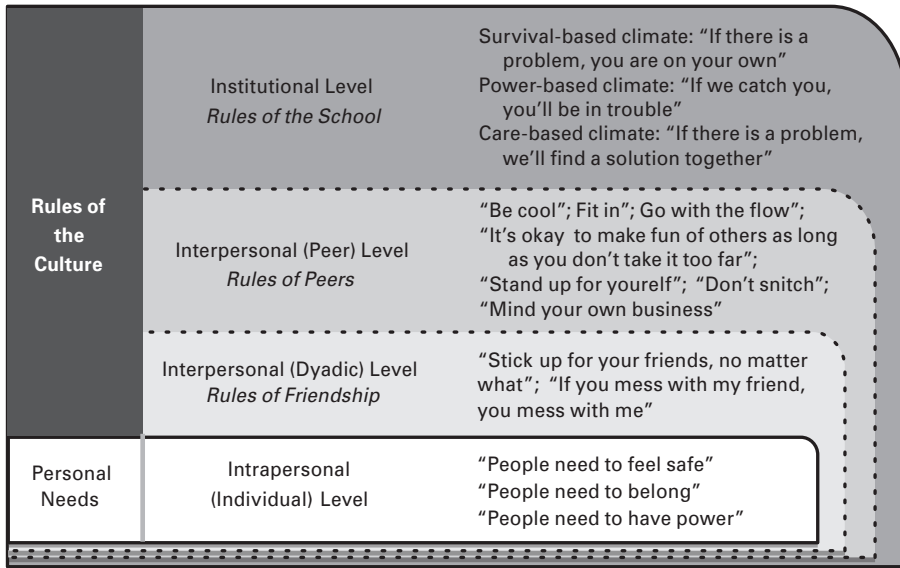 Rules of
the
Culture
Institutional Level
Rules of the School
Survival-based climate: “If there is a
problem, you are on your own”
Power-based climate: “If we catch you,
you’ll be in trouble”
Care-based climate: “If there is a problem,
we’ll find a solution together”
Interpersonal (Peer) Level
Rules of Peers
“Be cool”; Fit in”; Go with the flow”;
“It’s okay to make fun of others as long
as you don’t take it too far”;
“Stand up for yourelf”; “Don’t snitch”;
“Mind your own business”
Interpersonal (Dyadic) Level
Rules of Friendship
“Stick up for your friends, no matter
what”; “If you mess with my friend,
you mess with me”
Personal
Needs
Intrapersonal
(Individual) Level
“People need to feel safe”
“People need to belong”
“People need to have power”